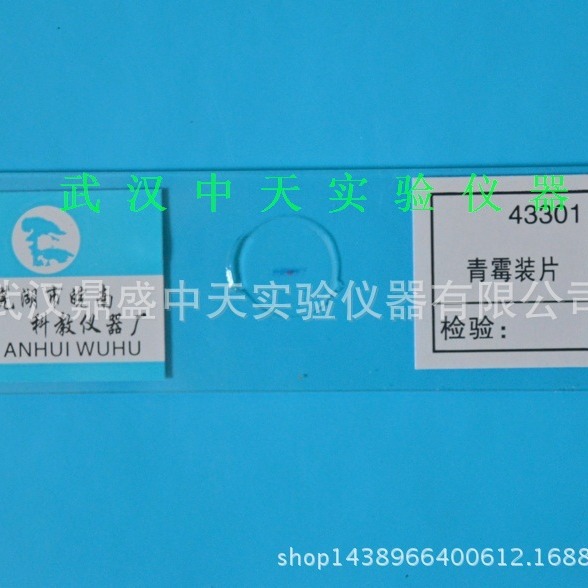 武汉中天实验仪器
43301
青霉装片
检验：
芜湖市皖南
科教仪器厂
ANHUI WUHU
武汉鼎盛中天实验仪器有限公司
shop1438966400612.1688